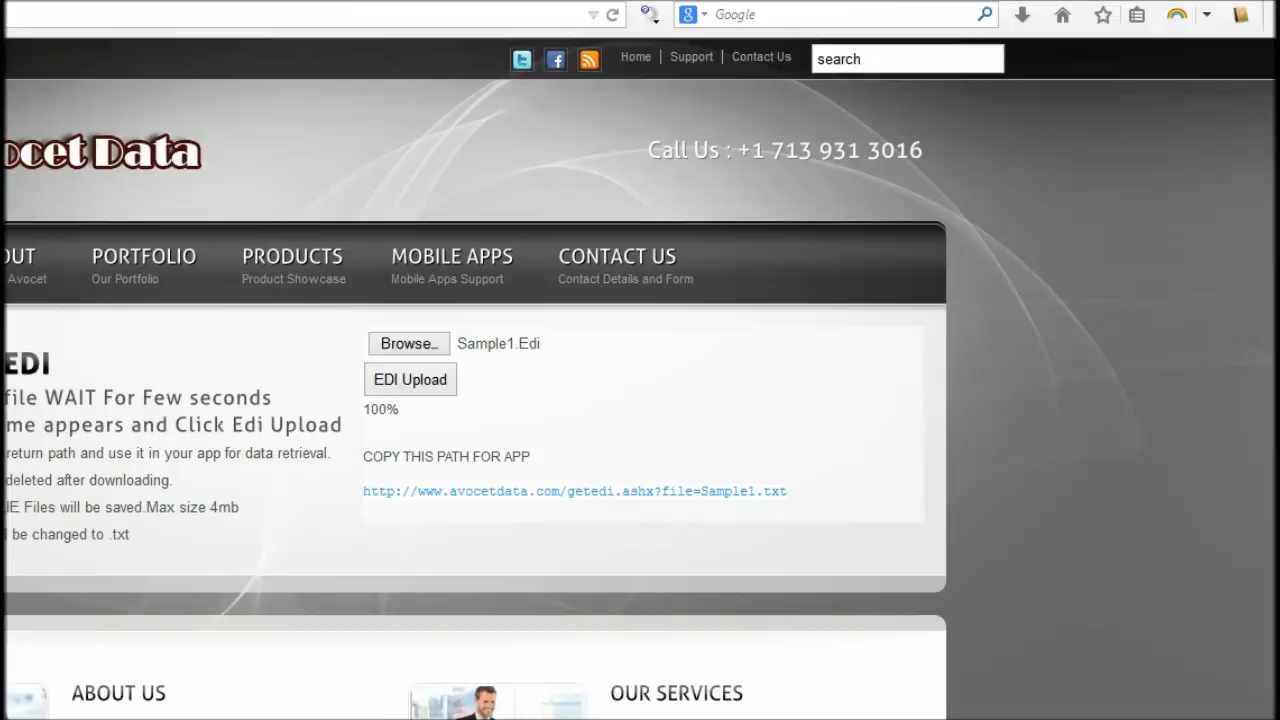 Google
Home | Support | Contact Us
search
ocet Data
Call Us : +1 713 931 3016
OUT PORTFOLIO PRODUCTS MOBILE APPS CONTACT US
Avocet Our Portfolio Product Showcase Mobile Apps Support Contact Details and Form
Browse… Sample1.Edi
EDI
EDI Upload
file WAIT For Few seconds
100%
me appears and Click Edi Upload
return path and use it in your app for data retrieval.
COPY THIS PATH FOR APP
deleted after downloading.
http://www.avocetdata.com/getedi.ashx?file=Sample1.txt
IE Files will be saved.Max size 4mb
be changed to .txt
ABOUT US OUR SERVICES